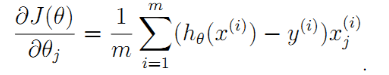 ∂J(θ)/∂θ_j = 1/m ∑_{i=1}^{m} (h_θ(x^{(i)}) − y^{(i)})x_j^{(i)} .